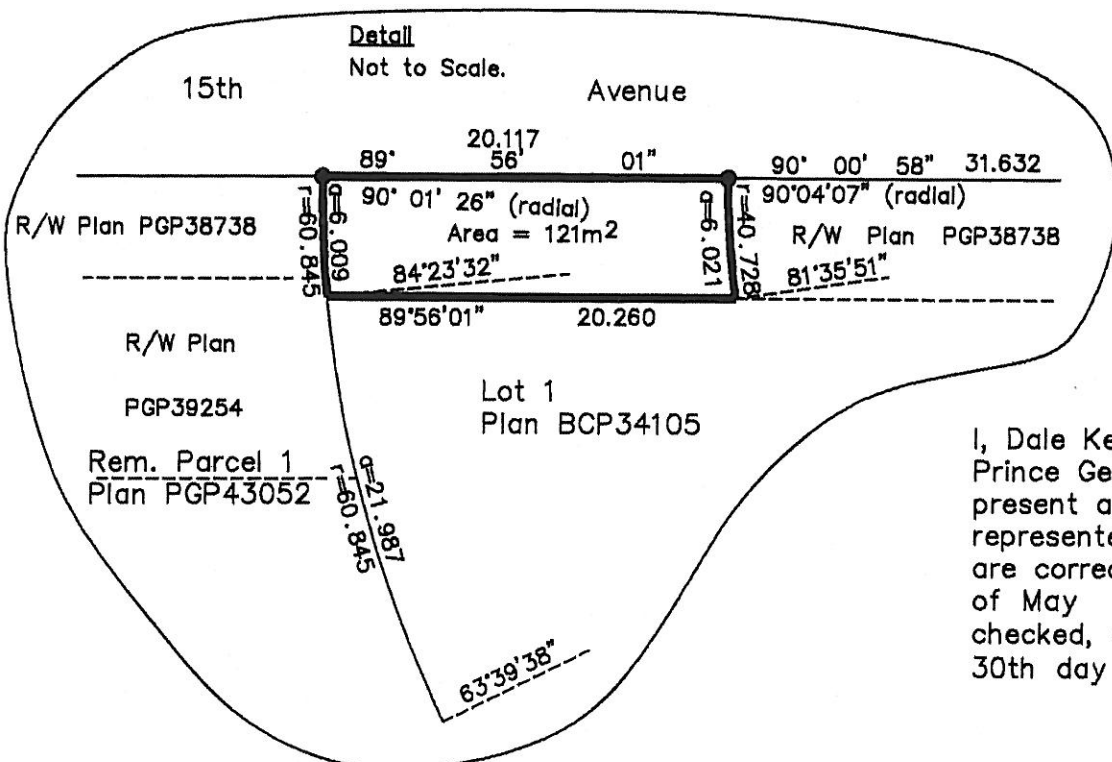 Detail
Not to Scale.
15th Avenue
20.117
89° 56' 01"
90° 00' 58" 31.632
90° 01' 26" (radial)
90°04'07" (radial)
R/W Plan PGP38738
r=60.845
a=6.009
Area = 121m²
a=6.021
r=40.728
R/W Plan PGP38738
84°23'32"
81°35'51"
89°56'01" 20.260
R/W Plan
PGP39254
Lot 1
Plan BCP34105
Rem. Parcel 1
Plan PGP43052
a=21.987
r=60.845
63°39'38"
I, Dale Ke
Prince Ge
present a
represente
are correc
of May
checked,
30th day